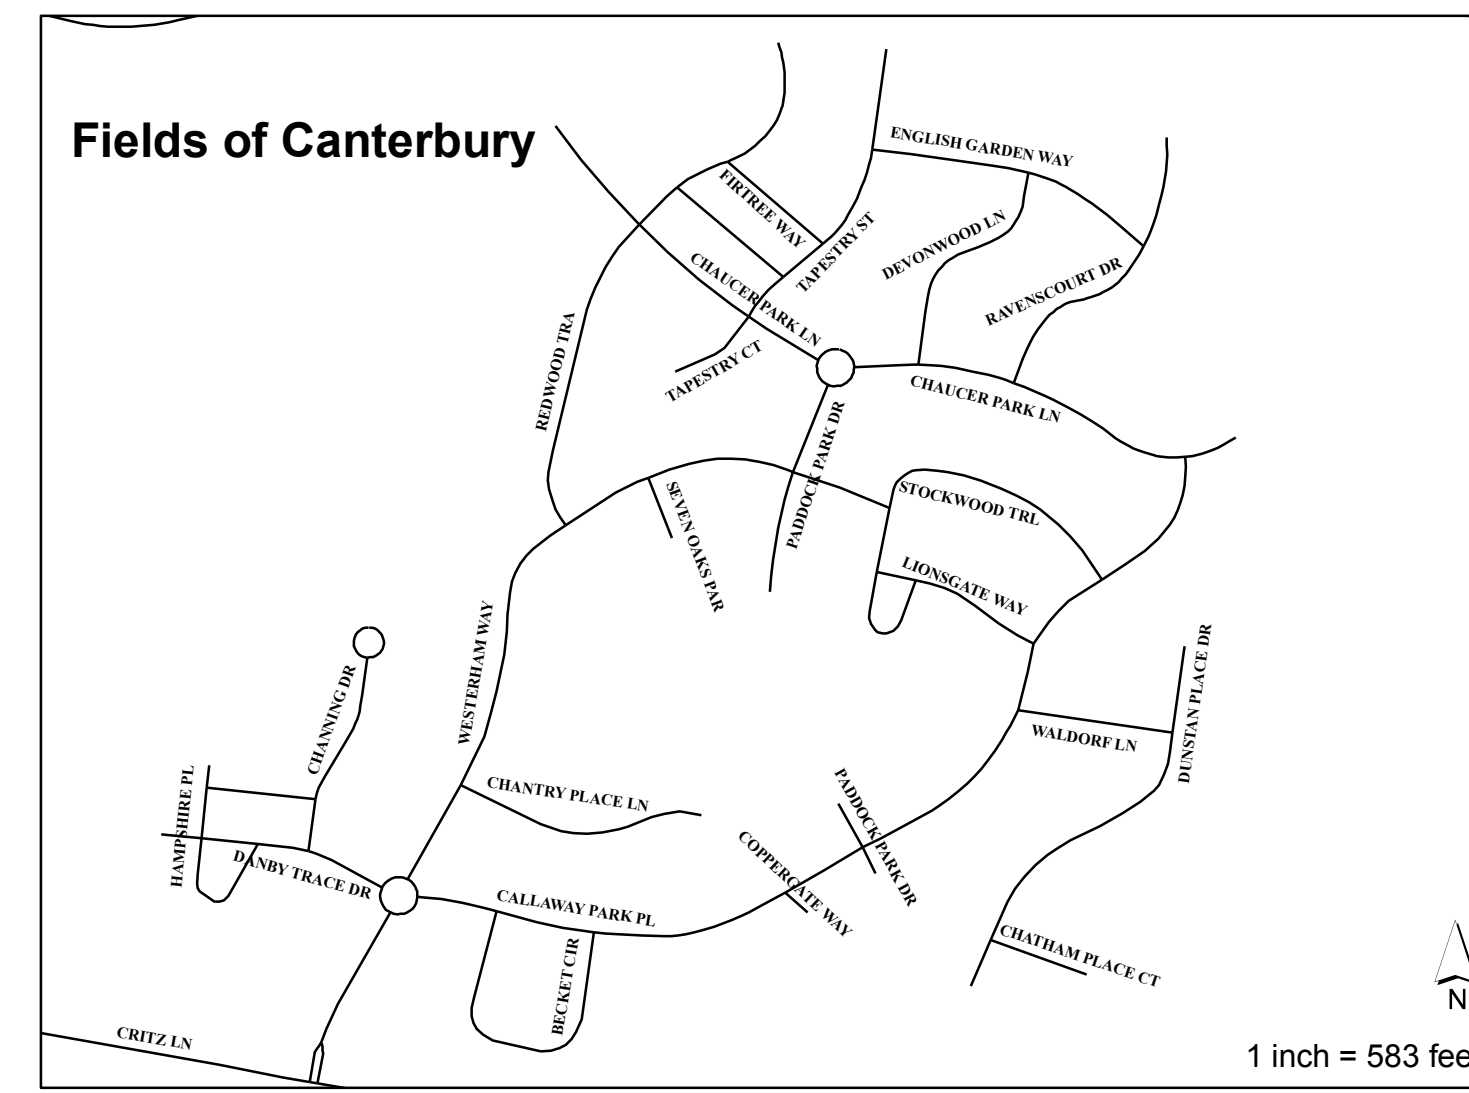 Fields of Canterbury
ENGLISH GARDEN WAY
FIRTREE WAY
TAPESTRY ST
DEVONWOOD LN
CHAUCER PARK LN
RAVENSCOURT DR
REDWOOD TRA
TAPESTRY CT
CHAUCER PARK LN
PADDOCK PARK DR
SEVEN OAKS PAR
STOCKWOOD TRL
LIONSGATE WAY
WESTERHAM WAY
DUNSTAN PLACE DR
WALDORF LN
CHANNING DR
HAMPSHIRE PL
CHANTRY PLACE LN
PADDOCK PARK DR
COPPERGATE WAY
DANBY TRACE DR
CALLAWAY PARK PL
BECKET CIR
CHATHAM PLACE CT
N
CRITZ LN
1 inch = 583 fee